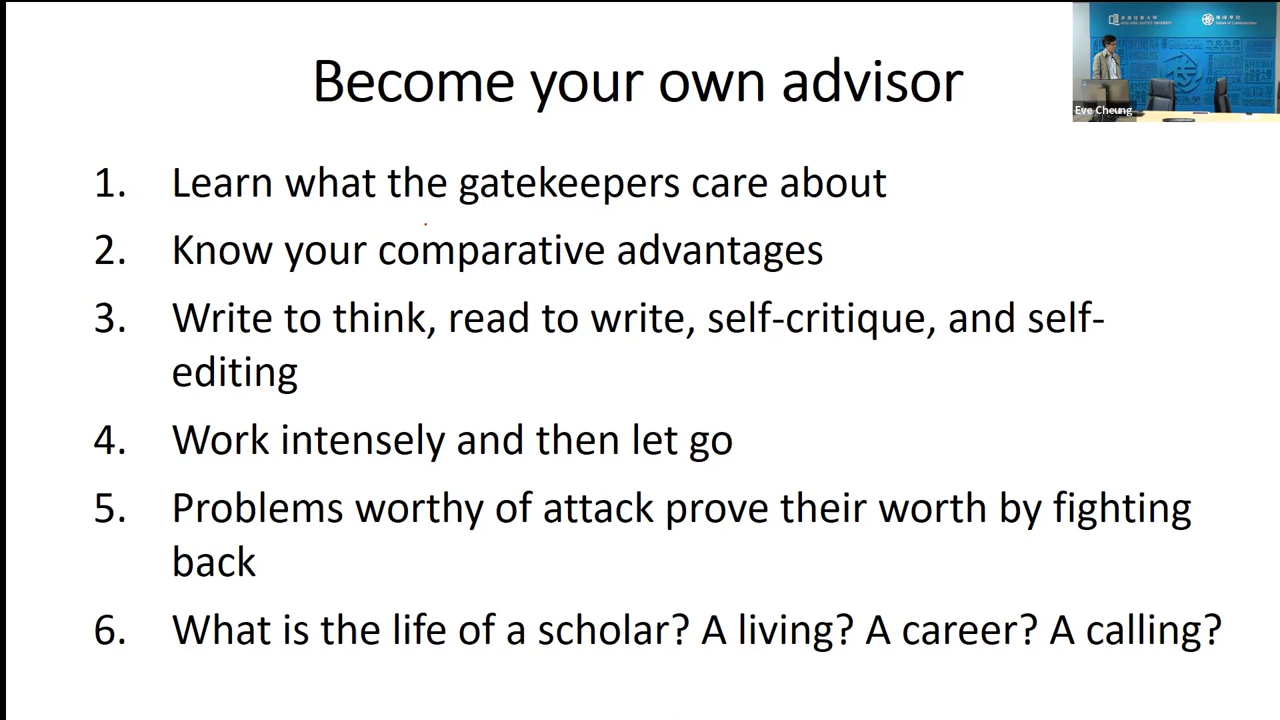 Become your own advisor
Eve Cheung
1. Learn what the gatekeepers care about
2. Know your comparative advantages
3. Write to think, read to write, self-critique, and self-
editing
4. Work intensely and then let go
5. Problems worthy of attack prove their worth by fighting
back
6. What is the life of a scholar? A living? A career? A calling?